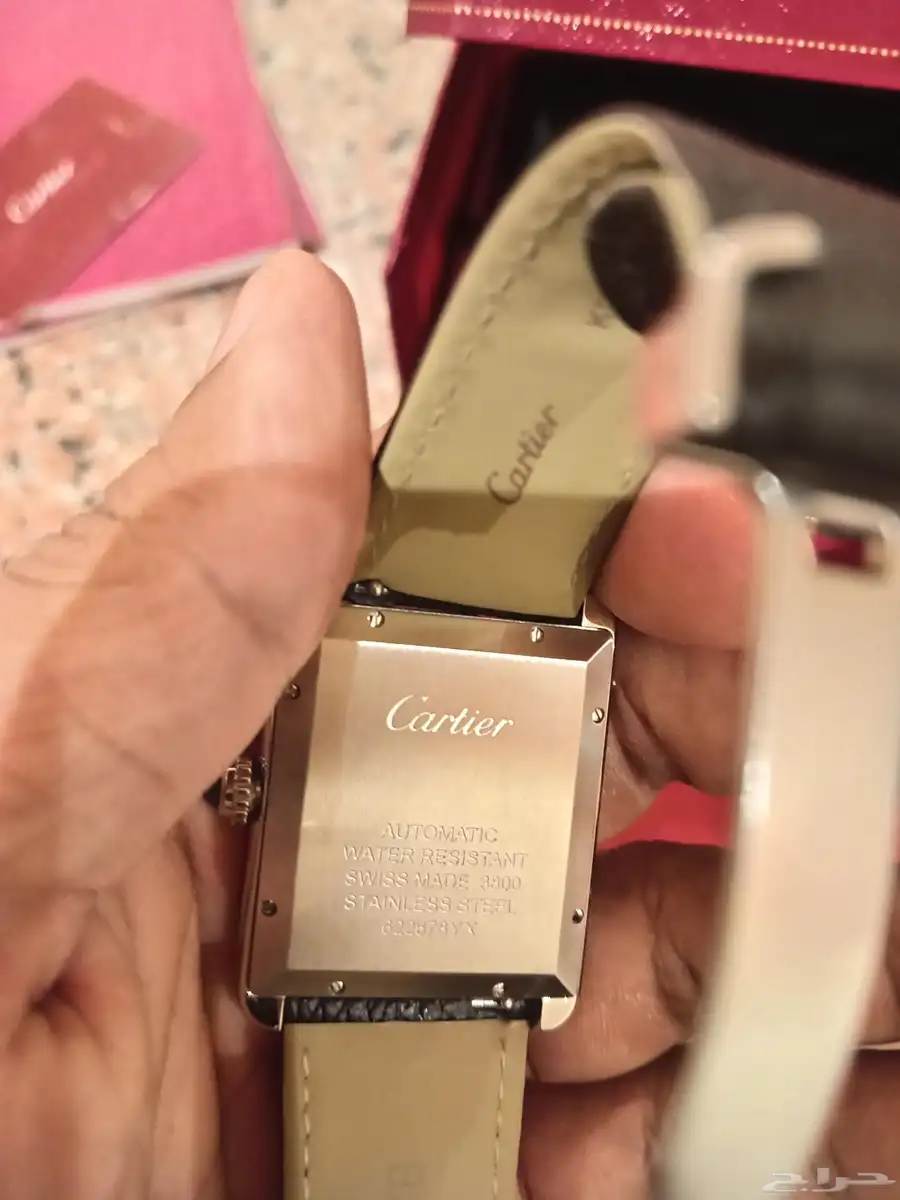 Cartier
Cartier
Cartier
AUTOMATIC
WATER RESISTANT
SWISS MADE 3800
STAINLESS STEEL
حراج